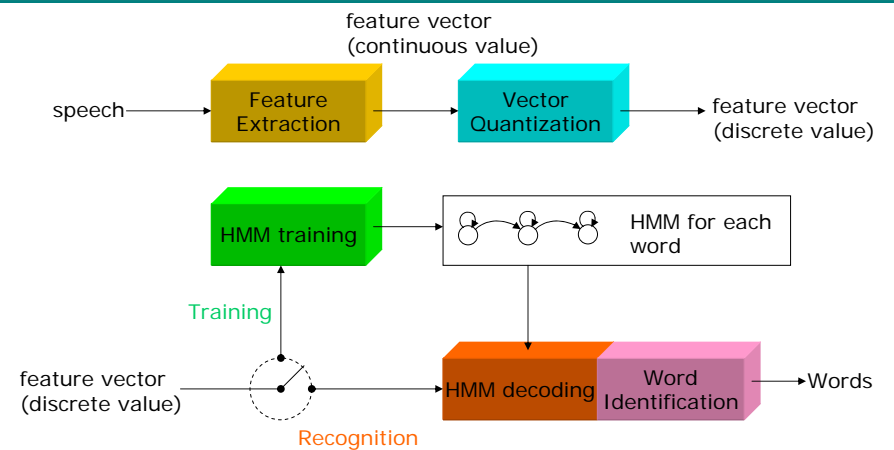 feature vector
(continuous value)
speech
Feature
Extraction
Vector
Quantization
feature vector
(discrete value)
HMM training
HMM for each
word
Training
feature vector
(discrete value)
HMM decoding
Word
Identification
Words
Recognition